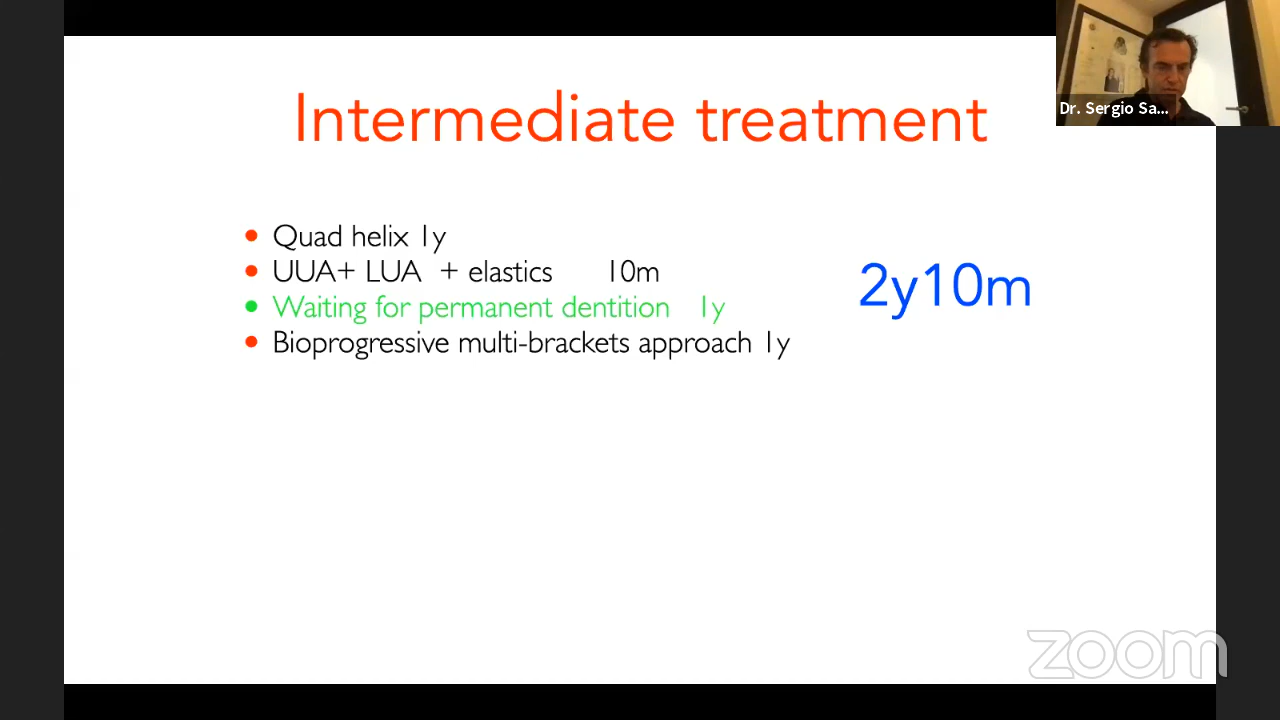 Dr. Sergio Sa...
Intermediate treatment
• Quad helix 1y
• UUA+ LUA + elastics 10m
• Waiting for permanent dentition 1y
• Bioprogressive multi-brackets approach 1y
2y10m
zoom